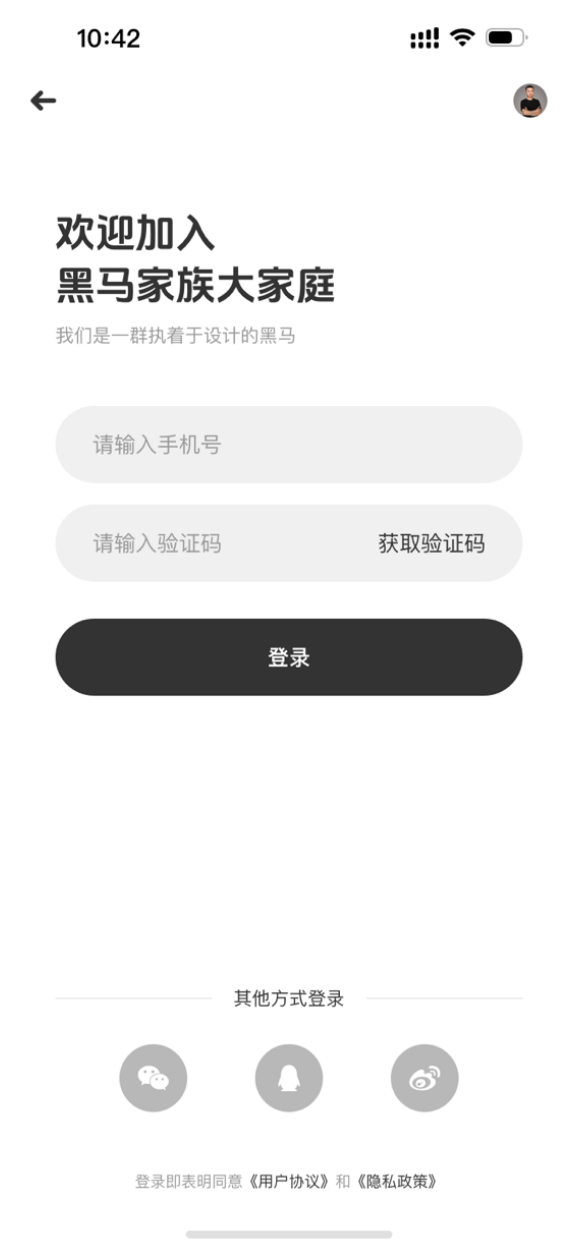 10:42
欢迎加入
黑马家族大家庭
我们是一群执着于设计的黑马
请输入手机号
请输入验证码 获取验证码
登录
其他方式登录
登录即表明同意《用户协议》和《隐私政策》